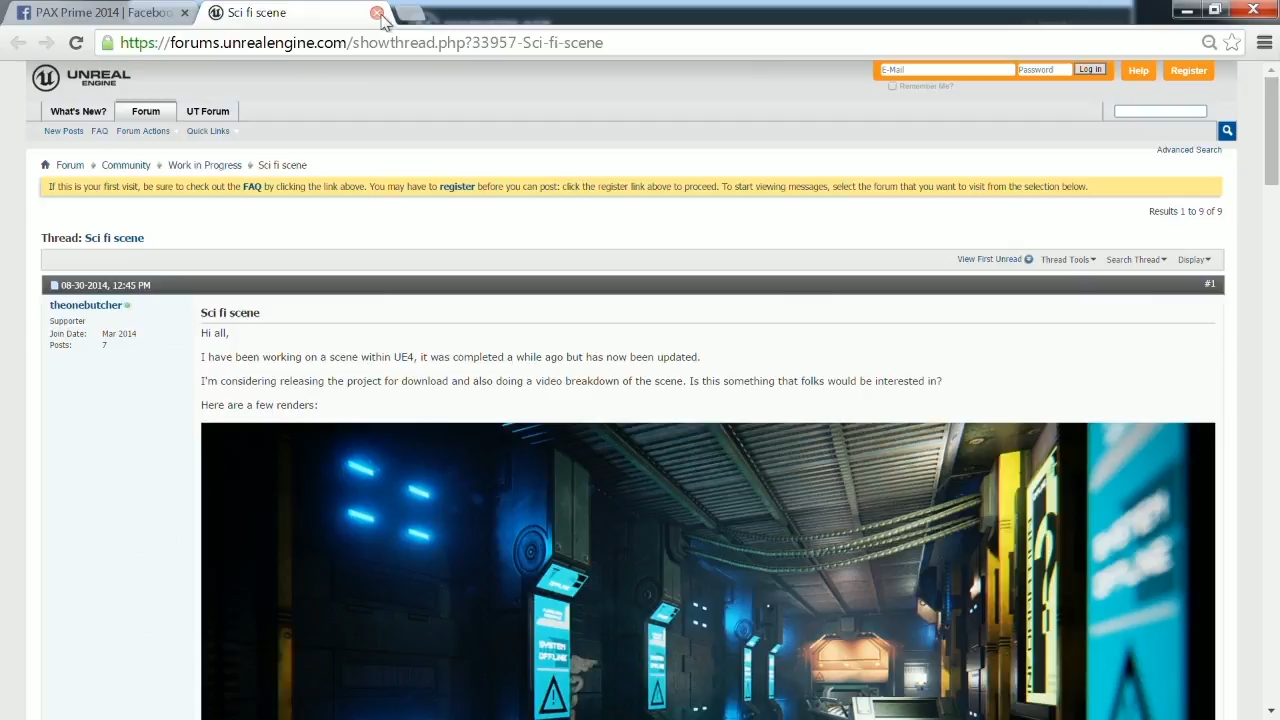 PAX Prime 2014 | Faceboo
Sci fi scene
https://forums.unrealengine.com/showthread.php?33957-Sci-fi-scene
UNREAL
ENGINE
E-Mail
Password
Log in
Help
Register
Remember Me?
What's New?
Forum
UT Forum
New Posts
FAQ
Forum Actions
Quick Links
Advanced Search
Forum
Community
Work in Progress
Sci fi scene
If this is your first visit, be sure to check out the FAQ by clicking the link above. You may have to register before you can post: click the register link above to proceed. To start viewing messages, select the forum that you want to visit from the selection below.
Results 1 to 9 of 9
Thread: Sci fi scene
View First Unread
Thread Tools
Search Thread
Display
08-30-2014, 12:45 PM
#1
theonebutcher
Supporter
Join Date: Mar 2014
Posts: 7
Sci fi scene
Hi all,
I have been working on a scene within UE4, it was completed a while ago but has now been updated.
I'm considering releasing the project for download and also doing a video breakdown of the scene. Is this something that folks would be interested in?
Here are a few renders:
SYSTEM
OFFLINE